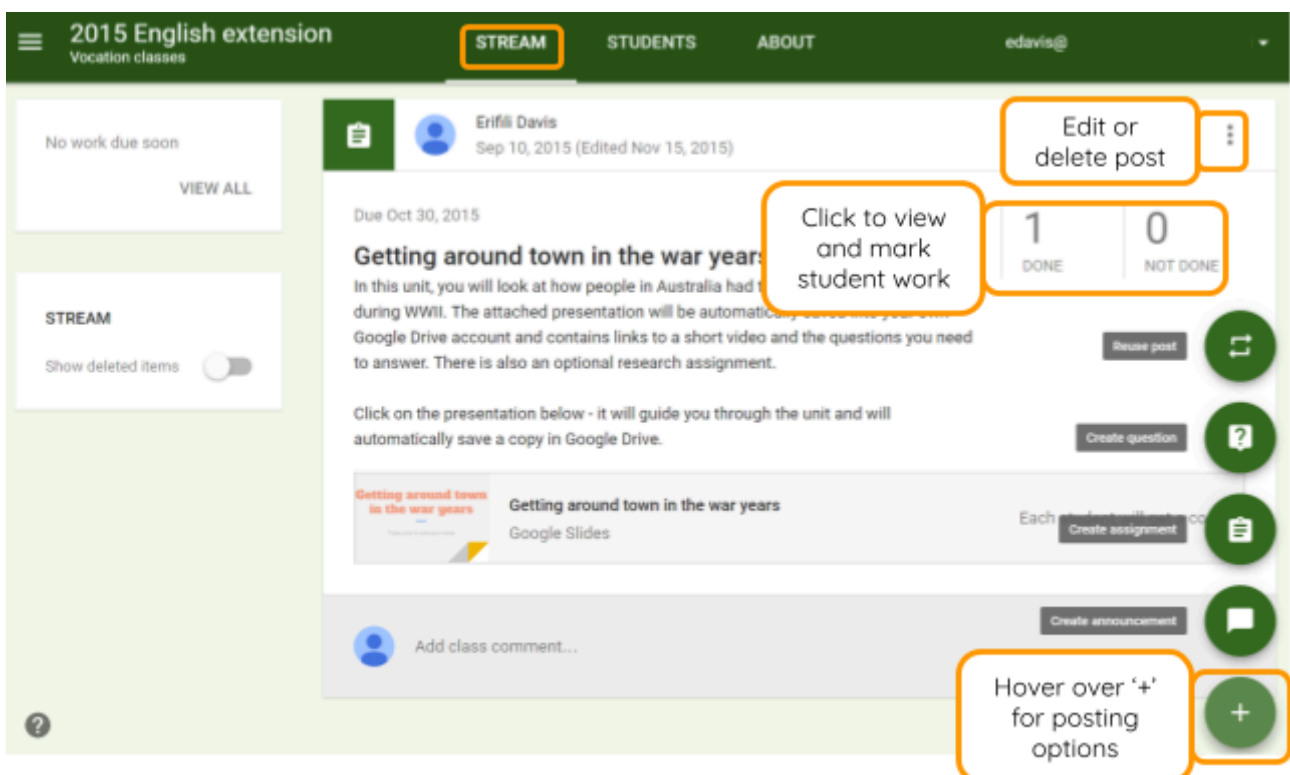 2015 English extension
Vocation classes
STREAM
STUDENTS
ABOUT
edavis@
No work due soon
VIEW ALL
STREAM
Show deleted items
Erifili Davis
Sep 10, 2015 (Edited Nov 15, 2015)
Edit or
delete post
Due Oct 30, 2015
Click to view
and mark
student work
1
DONE
0
NOT DONE
Getting around town in the war years
In this unit, you will look at how people in Australia had
during WWII. The attached presentation will be automatically
Google Drive account and contains links to a short video and the questions you need
to answer. There is also an optional research assignment.
Click on the presentation below - it will guide you through the unit and will
automatically save a copy in Google Drive.
Getting around town
in the war years
Getting around town in the war years
Google Slides
Each
Reuse post
Create question
Create assignment
Create announcement
Add class comment...
Hover over ‘+’
for posting
options